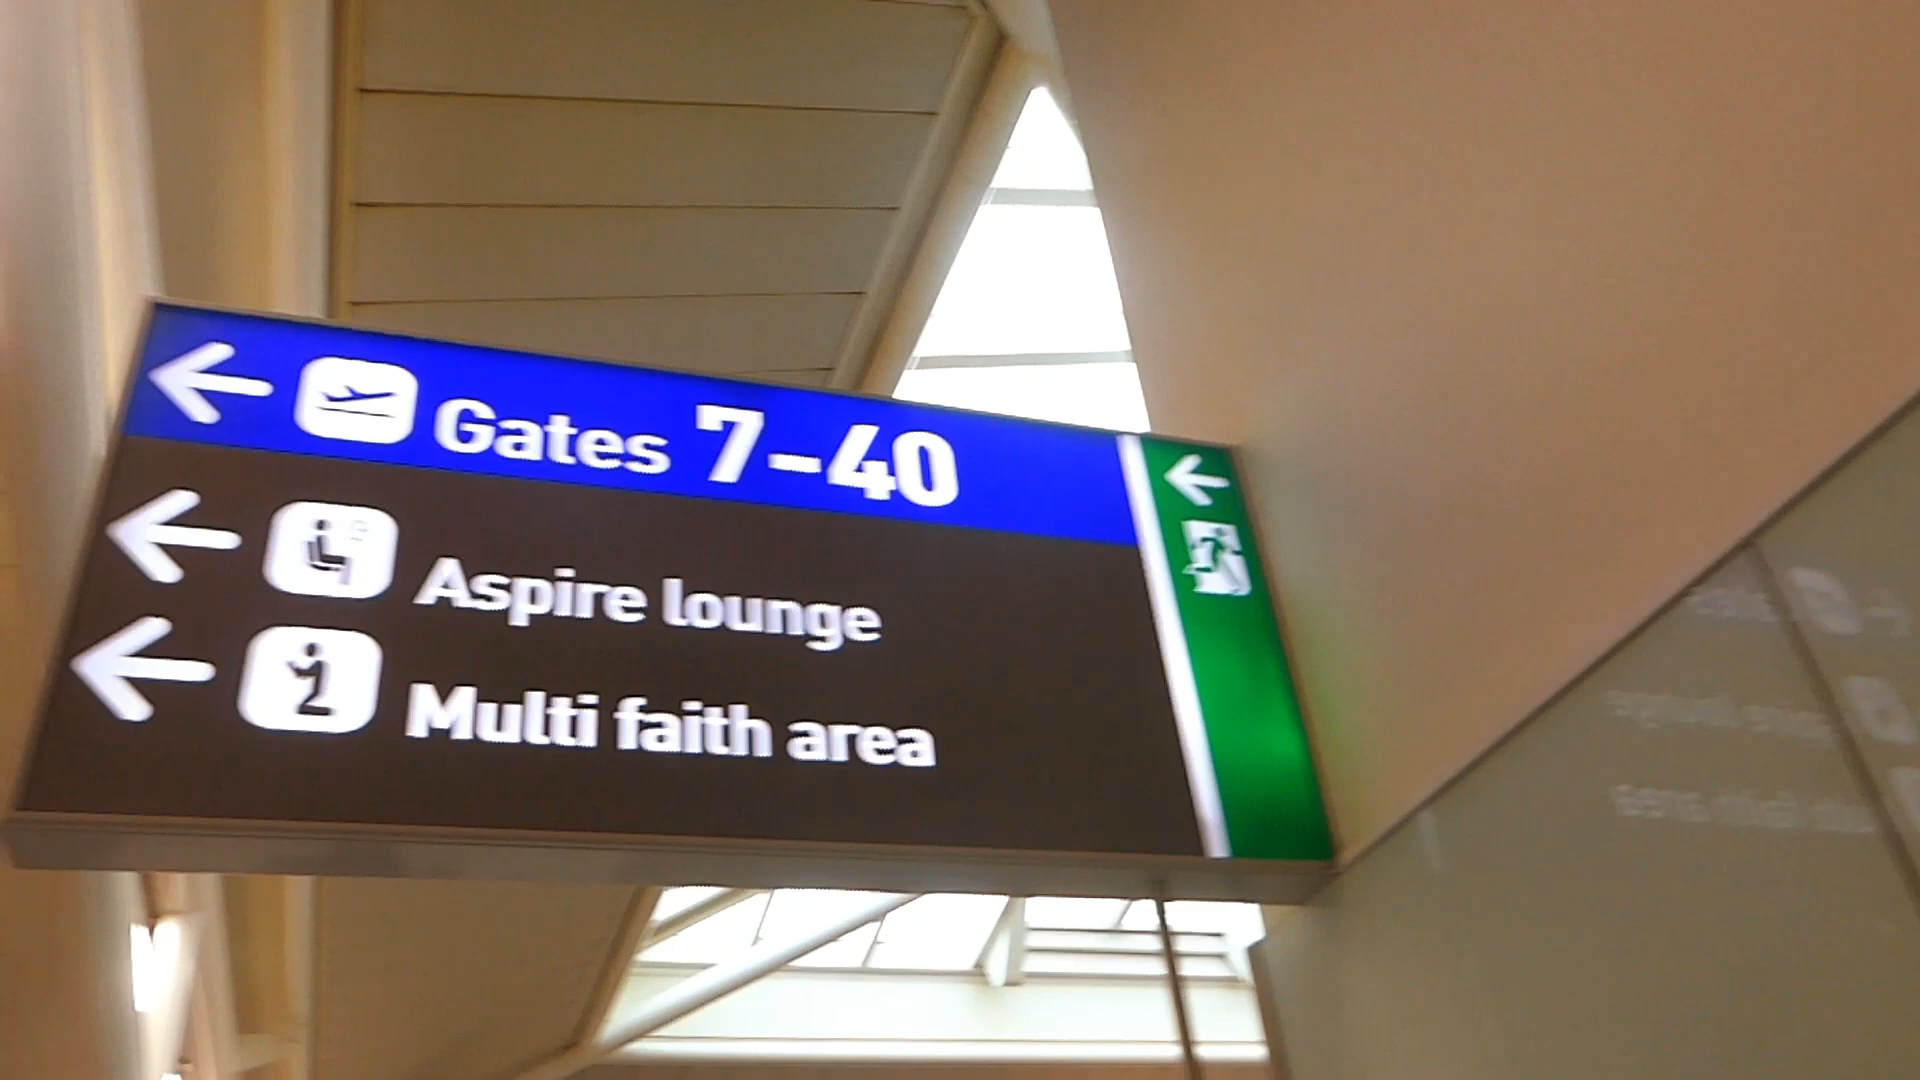 Gates 7-40
Aspire lounge
Multi faith area